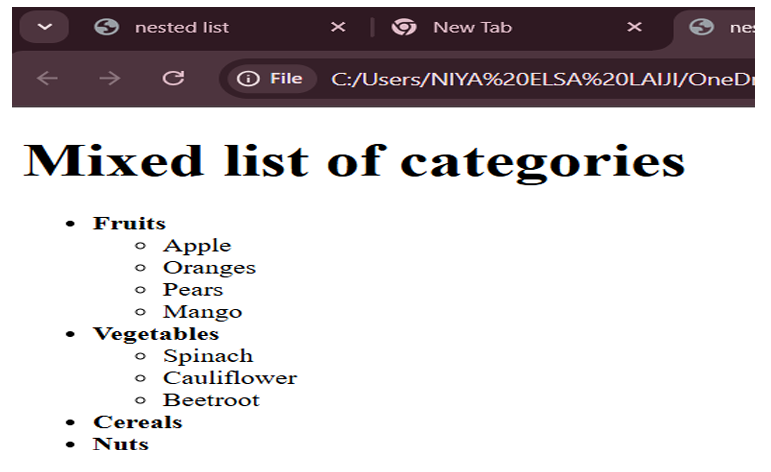 nested list
New Tab
nes
File C:/Users/NIYA%20ELSA%20LAIJI/OneDr
Mixed list of categories
Fruits
Apple
Oranges
Pears
Mango
Vegetables
Spinach
Cauliflower
Beetroot
Cereals
Nuts